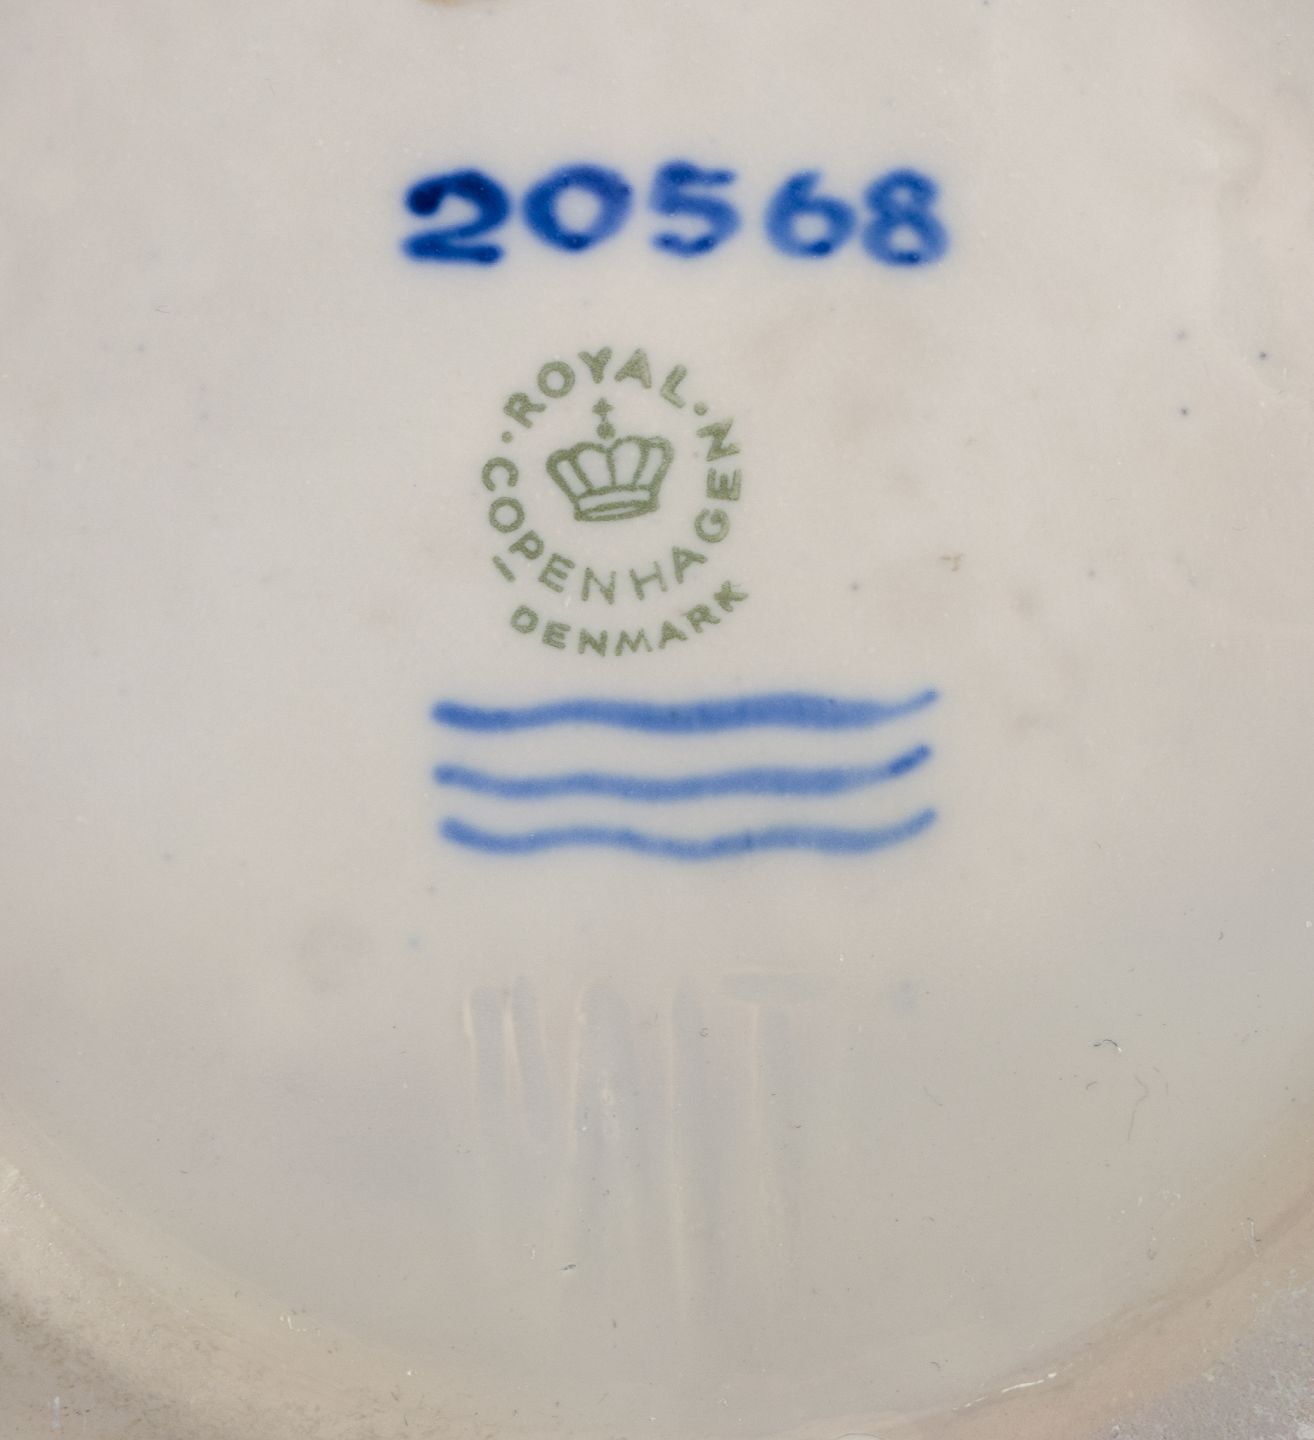 20568
ROYAL · COPENHAGEN ·
DENMARK